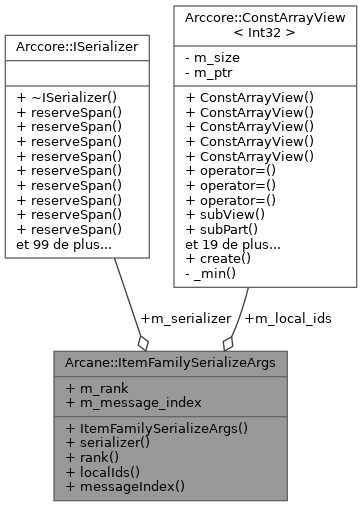 Arccore::ISerializer
+ ~ISerializer()
+ reserveSpan()
+ reserveSpan()
+ reserveSpan()
+ reserveSpan()
+ reserveSpan()
+ reserveSpan()
+ reserveSpan()
+ reserveSpan()
+ reserveSpan()
et 99 de plus...
Arccore::ConstArrayView
< Int32 >
- m_size
- m_ptr
+ ConstArrayView()
+ ConstArrayView()
+ ConstArrayView()
+ ConstArrayView()
+ ConstArrayView()
+ operator=()
+ operator=()
+ operator=()
+ subView()
+ subPart()
et 19 de plus...
+ create()
- _min()
+m_serializer
+m_local_ids
Arcane::ItemFamilySerializeArgs
+ m_rank
+ m_message_index
+ ItemFamilySerializeArgs()
+ serializer()
+ rank()
+ localIds()
+ messageIndex()